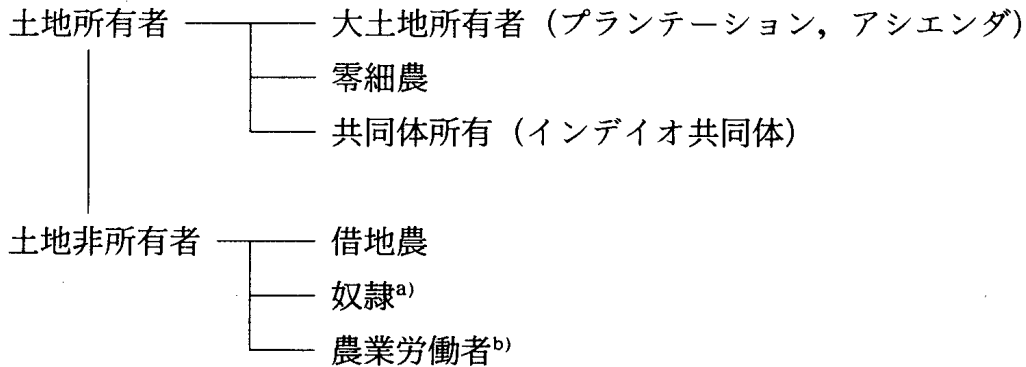 土地所有者 大土地所有者（プランテーション，アシエンダ）
零細農
共同体所有（インデイオ共同体）
土地非所有者 借地農
奴隷a)
農業労働者b)